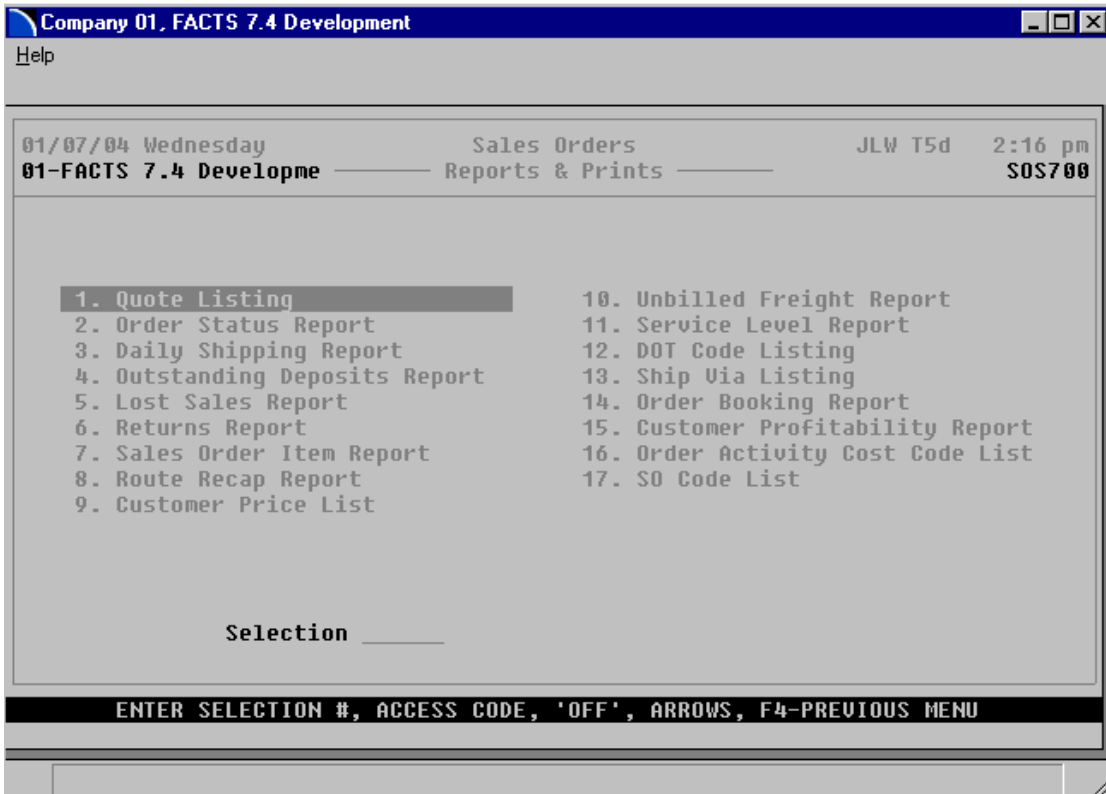 Company 01, FACTS 7.4 Development
Help
01/07/04 Wednesday Sales Orders JLW T5d 2:16 pm
01-FACTS 7.4 Developme Reports & Prints SOS700
1. Quote Listing
2. Order Status Report
3. Daily Shipping Report
4. Outstanding Deposits Report
5. Lost Sales Report
6. Returns Report
7. Sales Order Item Report
8. Route Recap Report
9. Customer Price List
10. Unbilled Freight Report
11. Service Level Report
12. DOT Code Listing
13. Ship Via Listing
14. Order Booking Report
15. Customer Profitability Report
16. Order Activity Cost Code List
17. SO Code List
Selection ______
ENTER SELECTION #, ACCESS CODE, 'OFF', ARROWS, F4-PREVIOUS MENU